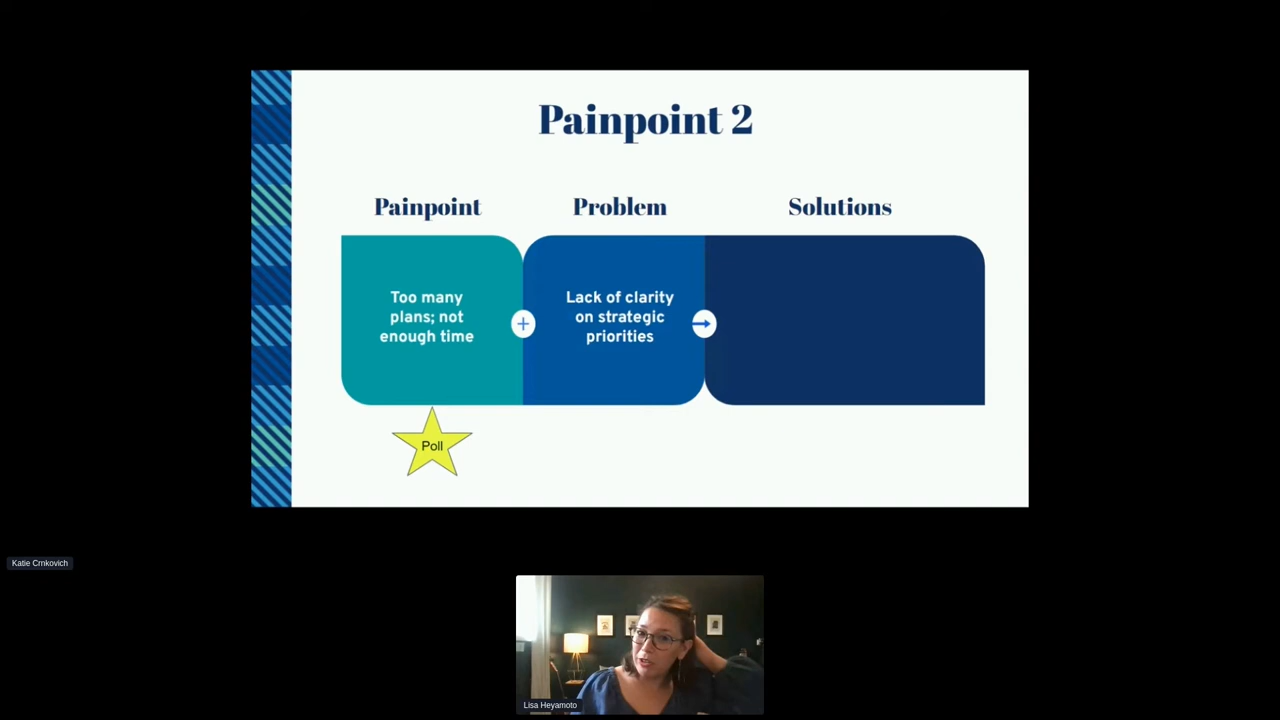 Painpoint 2
Painpoint
Problem
Solutions
Too many
plans; not
enough time
+
Lack of clarity
on strategic
priorities
Poll
Katie Crnkovich
Lisa Heyamoto